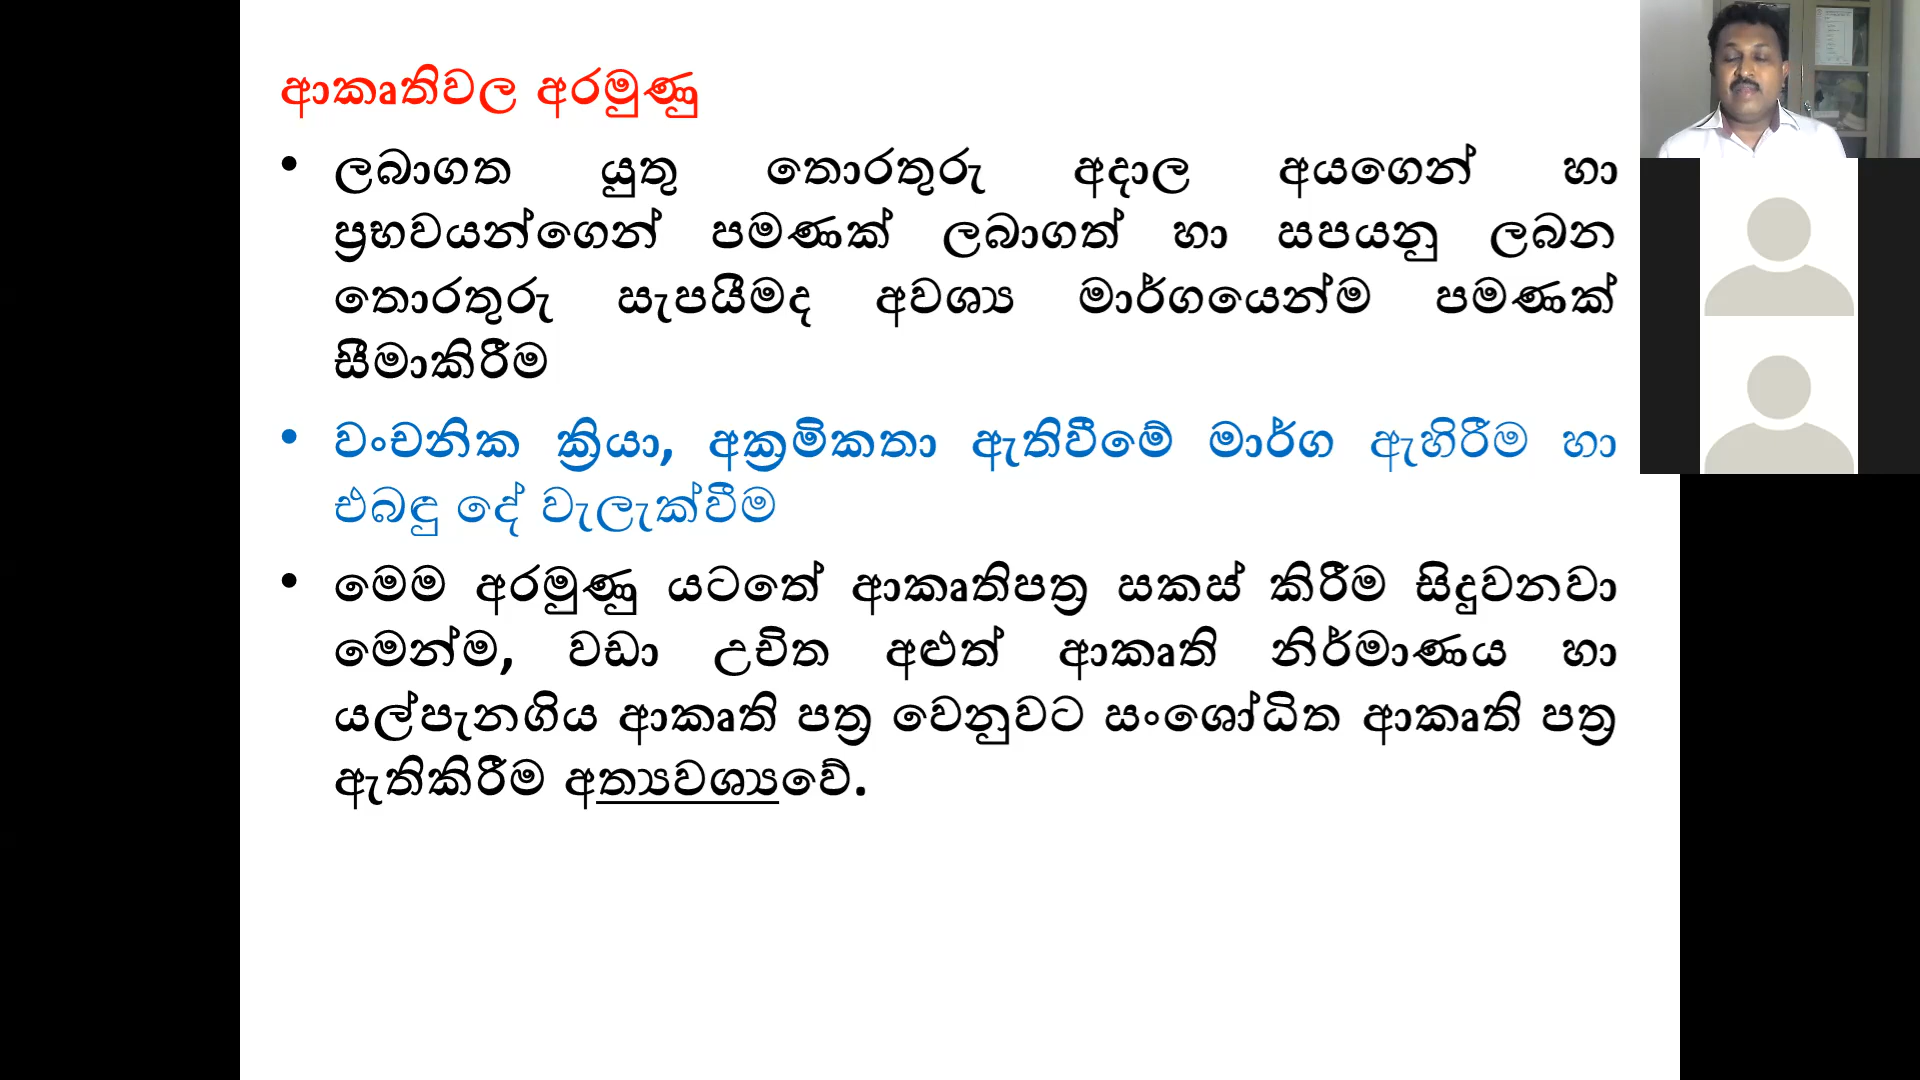 ආකෘතිවල අරමුණු
• ලබාගත යුතු තොරතුරු අදාල අයගෙන් හා
ප්‍රභවයන්ගෙන් පමණක් ලබාගත් හා සපයනු ලබන
තොරතුරු සැපයීමද අවශ්‍ය මාර්ගයෙන්ම පමණක්
සීමාකිරීම
• වංචනික ක්‍රියා, අක්‍රමිකතා ඇතිවීමේ මාර්ග ඇහිරීම හා
එබඳු දේ වැලැක්වීම
• මෙම අරමුණු යටතේ ආකෘතිපත්‍ර සකස් කිරීම සිදුවනවා
මෙන්ම, වඩා උචිත අළුත් ආකෘති නිර්මාණය හා
යල්පැනගිය ආකෘති පත්‍ර වෙනුවට සංශෝධිත ආකෘති පත්‍ර
ඇතිකිරීම අත්‍යවශ්‍යවේ.